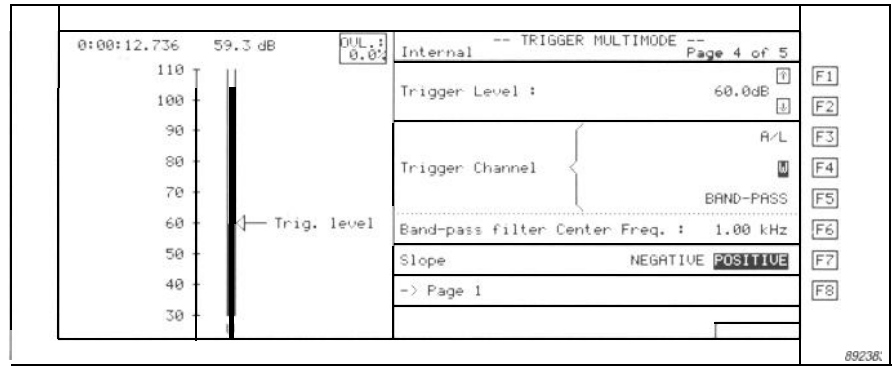 0:00:12.736 59.3 dB OVL.: 0.0%
110
100
90
80
70
60
50
40
30
Trig. level
-- TRIGGER MULTIMODE --
Internal Page 4 of 5
Trigger Level : 60.0dB
↑
↓
Trigger Channel
A/L
W
BAND-PASS
Band-pass filter Center Freq. : 1.00 kHz
Slope NEGATIVE POSITIVE
-> Page 1
F1
F2
F3
F4
F5
F6
F7
F8